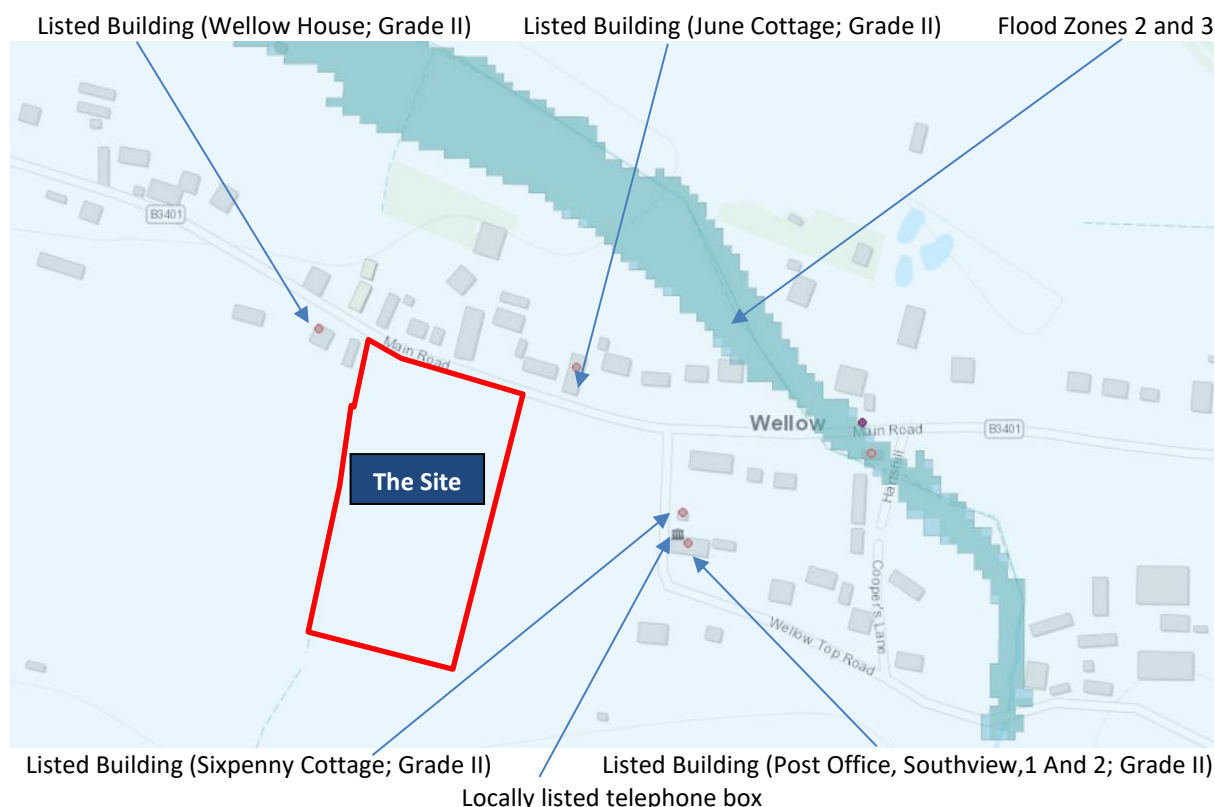 Listed Building (Wellow House; Grade II)
Listed Building (June Cottage; Grade II)
Flood Zones 2 and 3
B3401
Main Road
The Site
Wellow
Main Road
B3401
Hartshill
Cooper's Lane
Wellow Top Road
Listed Building (Sixpenny Cottage; Grade II)
Listed Building (Post Office, Southview,1 And 2; Grade II)
Locally listed telephone box